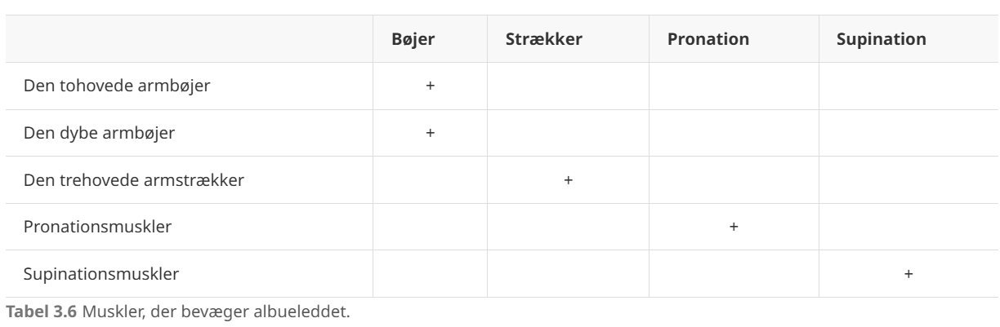 Bøjer Strækker Pronation Supination
Den tohovede armbøjer +
Den dybe armbøjer +
Den trehovede armstrækker +
Pronationsmuskler +
Supinationsmuskler +
Tabel 3.6 Muskler, der bevæger albueleddet.